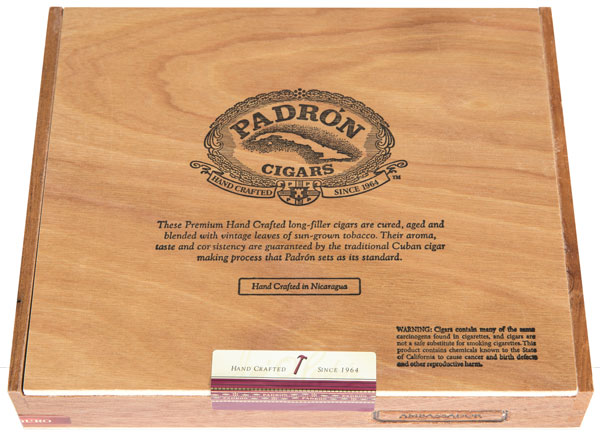 PADRÓN
CIGARS
HAND CRAFTED SINCE 1964 ™
These Premium Hand Crafted long-filler cigars are cured, aged and
blended with vintage leaves of sun-grown tobacco. Their aroma,
taste and cor sistency are guaranteed by the traditional Cuban cigar
making process that Padrón sets as its standard.
Hand Crafted in Nicaragua
WARNING: Cigars contain many of the same
carcinogens found in cigarettes, and cigars are
not a safe substitute for smoking cigarettes. This
product contains chemicals known to the State
of California to cause cancer and birth defects
and other reproductive harm.
HAND CRAFTED SINCE 1964
AMBASSADOR